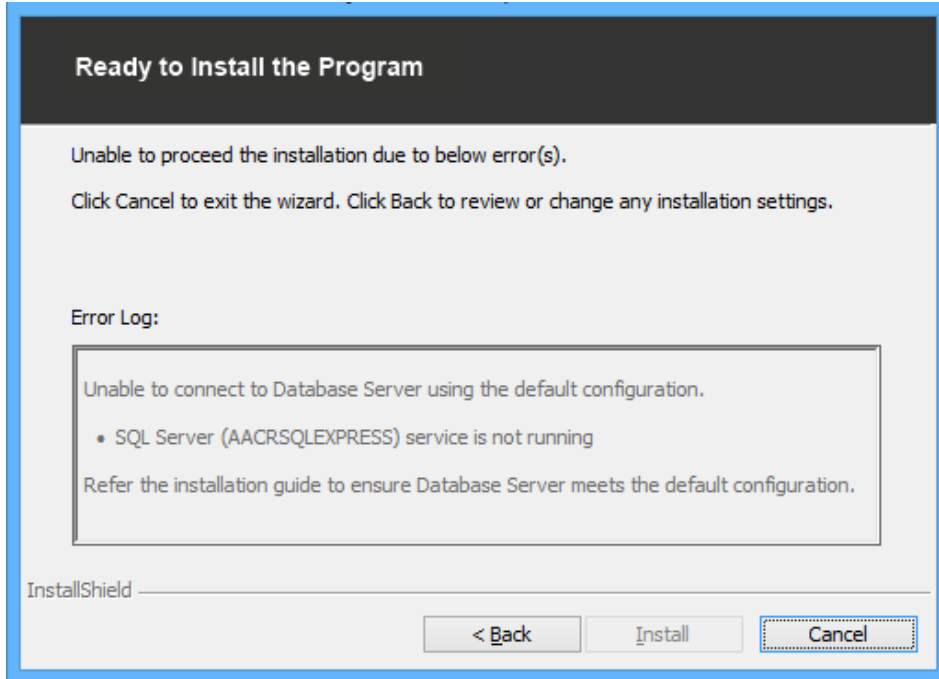 Ready to Install the Program
Unable to proceed the installation due to below error(s).
Click Cancel to exit the wizard. Click Back to review or change any installation settings.
Error Log:
Unable to connect to Database Server using the default configuration.
• SQL Server (AACRSQLEXPRESS) service is not running
Refer the installation guide to ensure Database Server meets the default configuration.
InstallShield
< Back
Install
Cancel